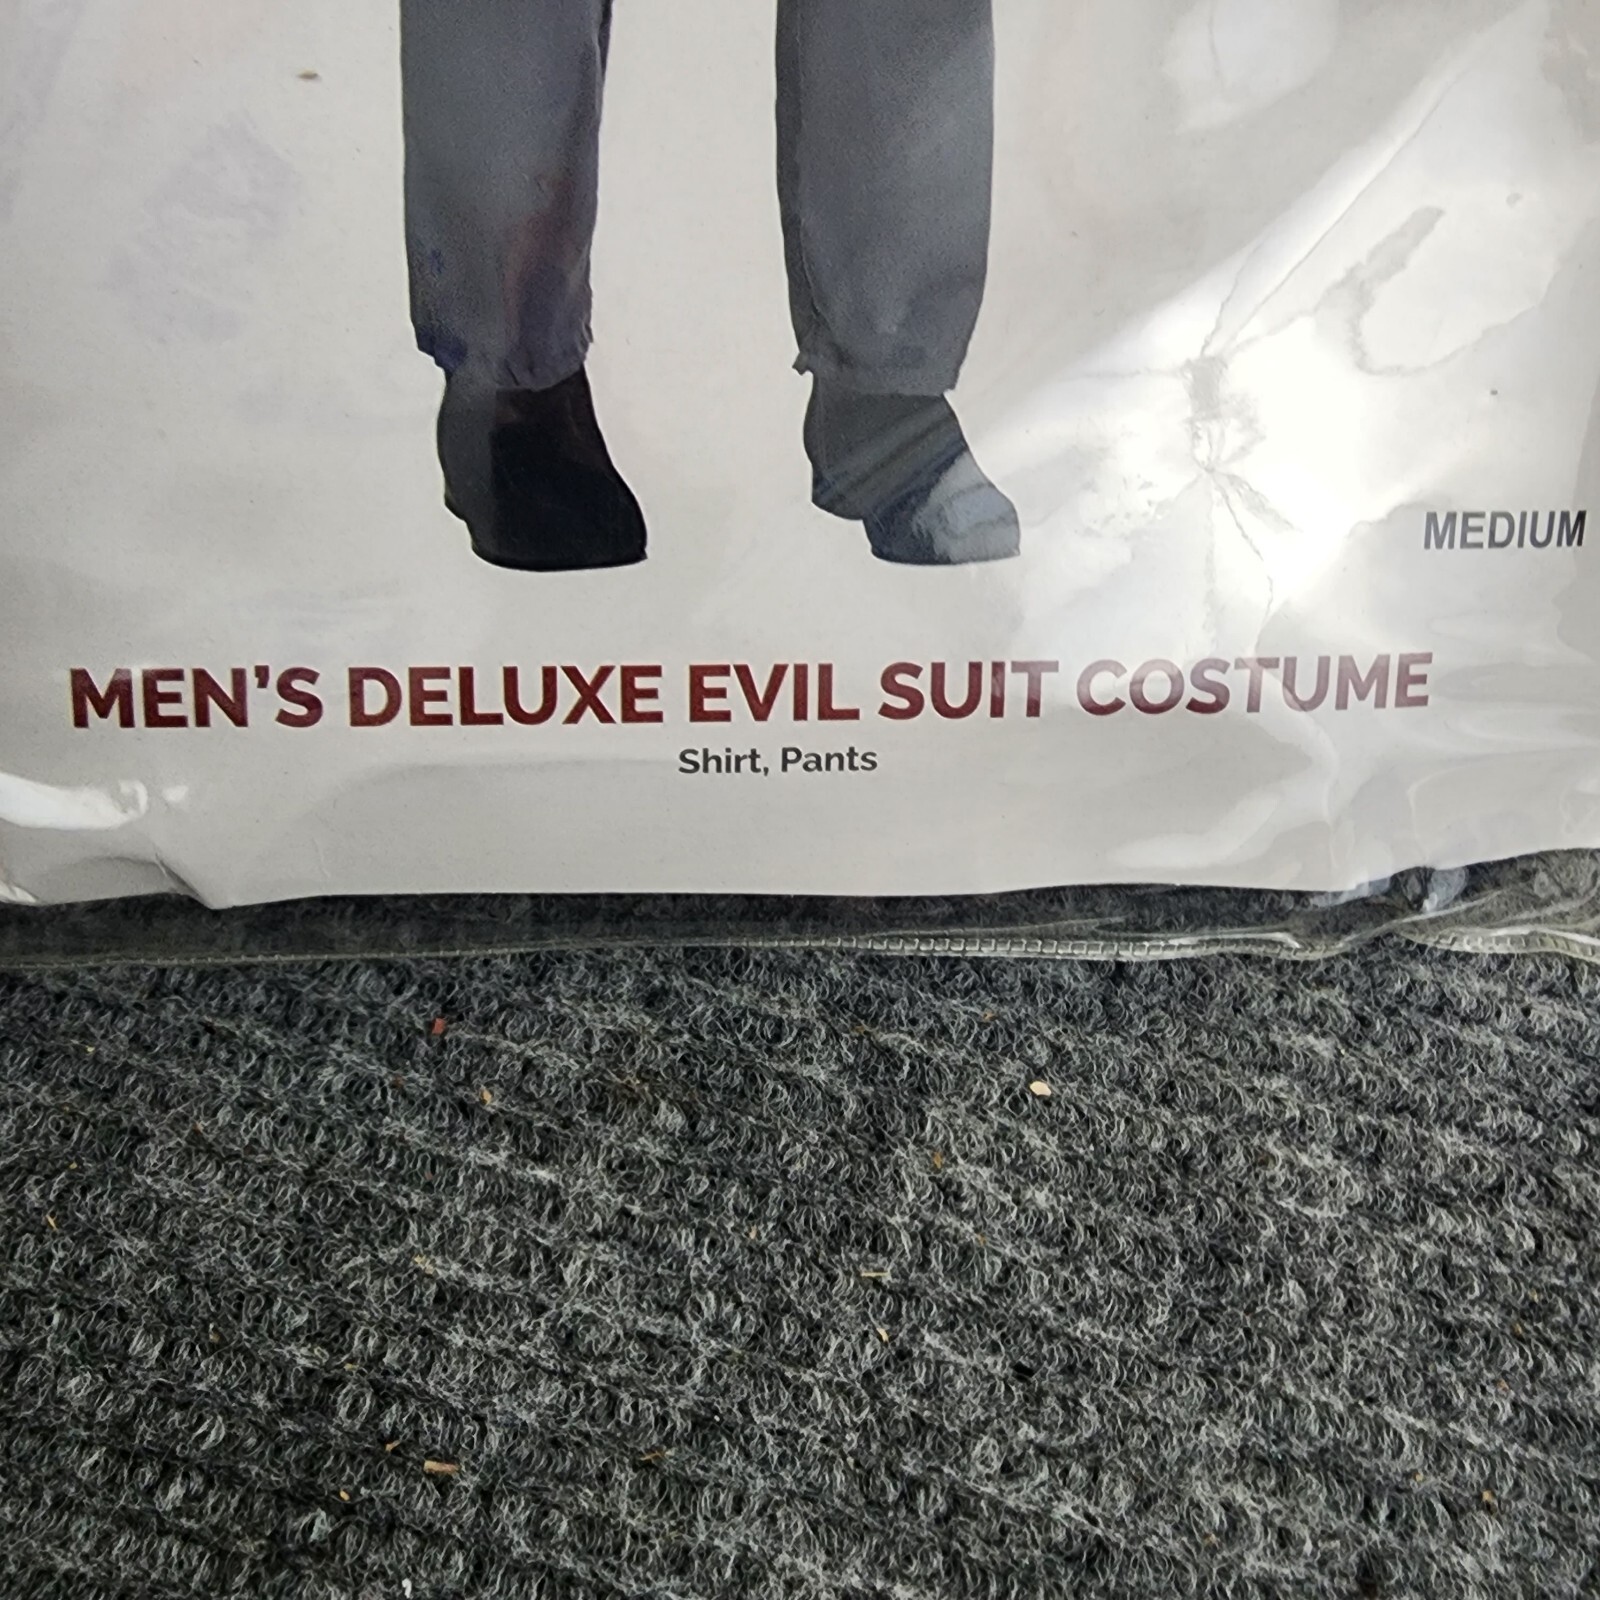 MEDIUM
MEN'S DELUXE EVIL SUIT COSTUME
Shirt, Pants